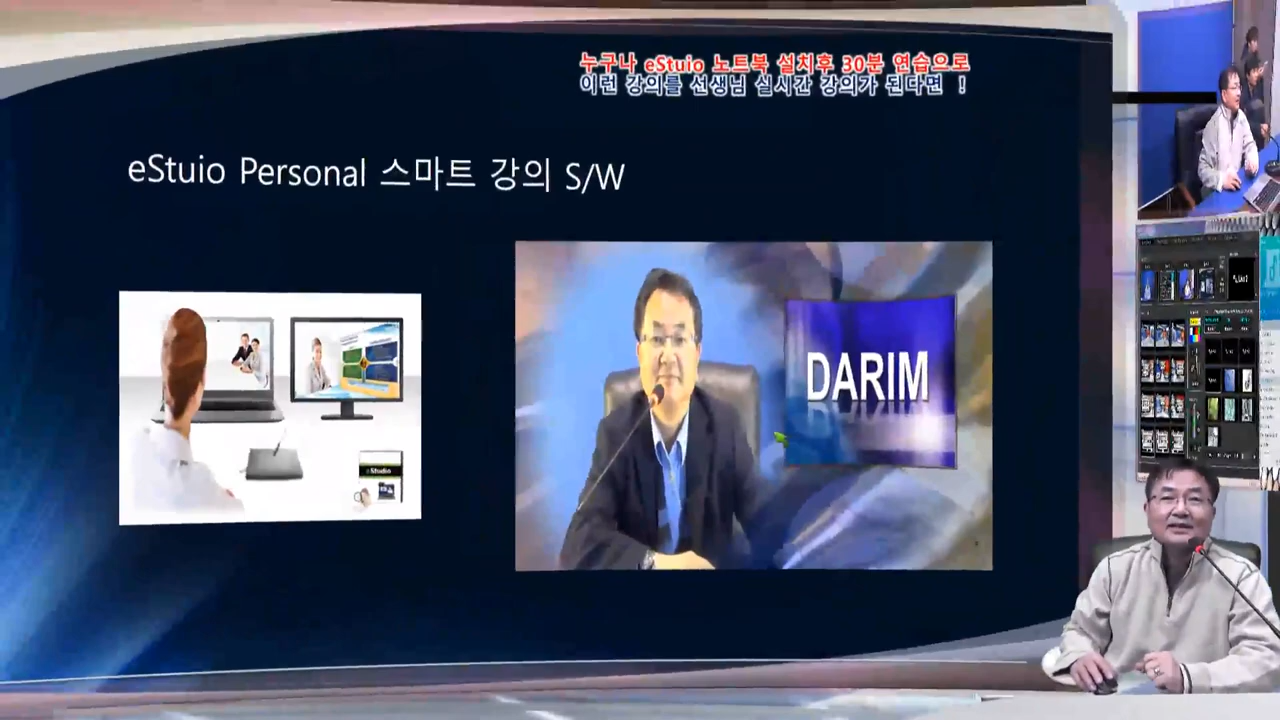 누구나 eStuio 노트북 설치후 30분 연습으로
이런 강의를 선생님 실시간 강의가 된다면 !
eStuio Personal 스마트 강의 S/W
DARIM
eStudio